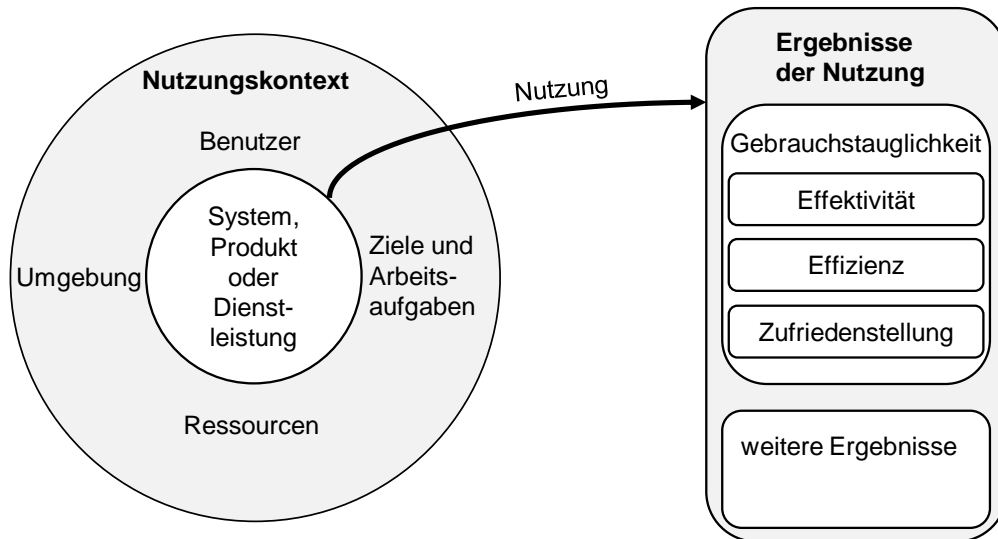 Nutzungskontext
Benutzer
System,
Produkt
oder
Dienst-
leistung
Umgebung
Ziele und
Arbeits-
aufgaben
Ressourcen
Nutzung
Ergebnisse
der Nutzung
Gebrauchstauglichkeit
Effektivität
Effizienz
Zufriedenstellung
weitere Ergebnisse